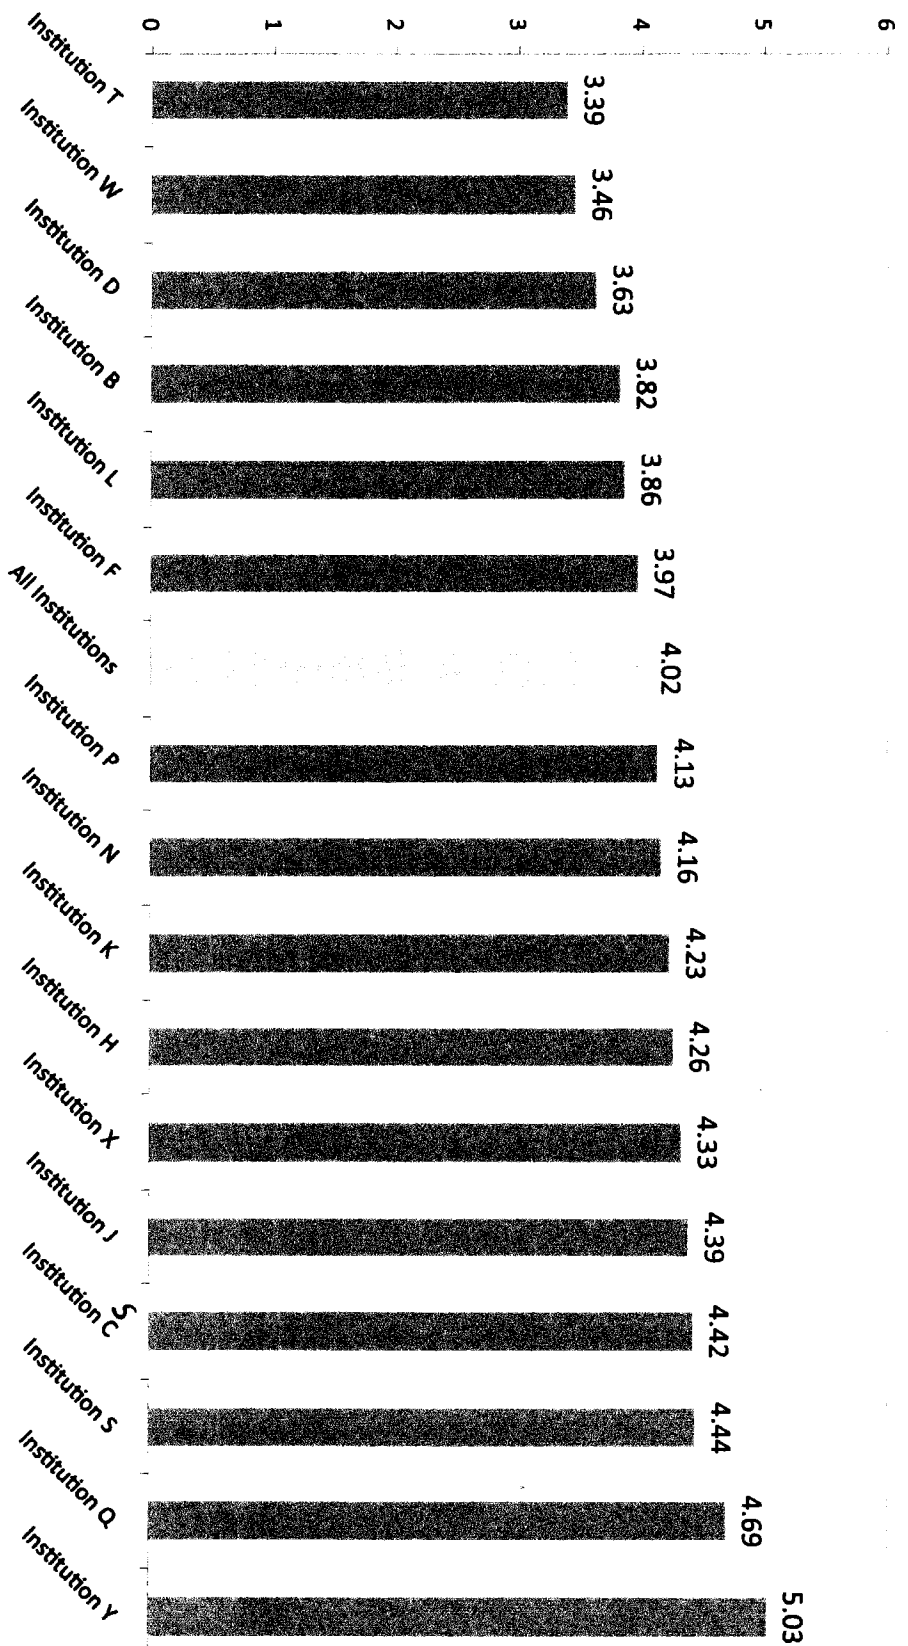 6
5
4
3
2
1
0
3.39
3.46
3.63
3.82
3.86
3.97
4.02
4.13
4.16
4.23
4.26
4.33
4.39
4.42
4.44
4.69
5.03
Institution T
Institution W
Institution D
Institution B
Institution L
Institution F
All Institutions
Institution P
Institution N
Institution K
Institution H
Institution X
Institution J
Institution C
Institution S
Institution Q
Institution Y